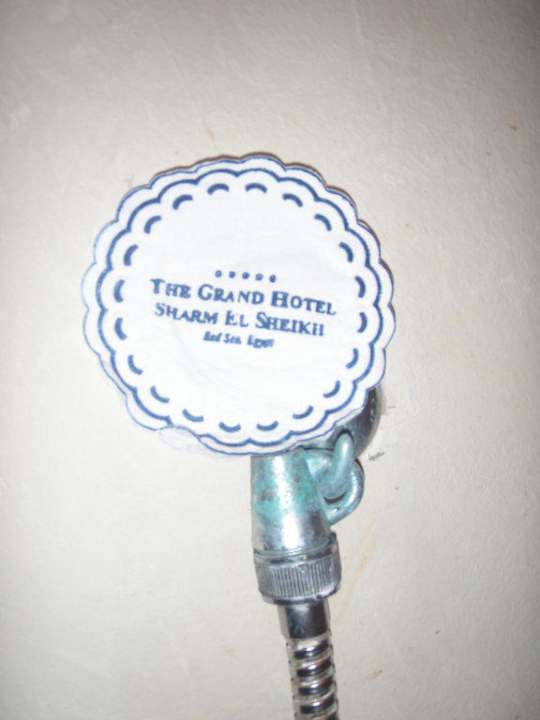 THE GRAND HOTEL
SHARM EL SHEIKH
Red Sea, Egypt